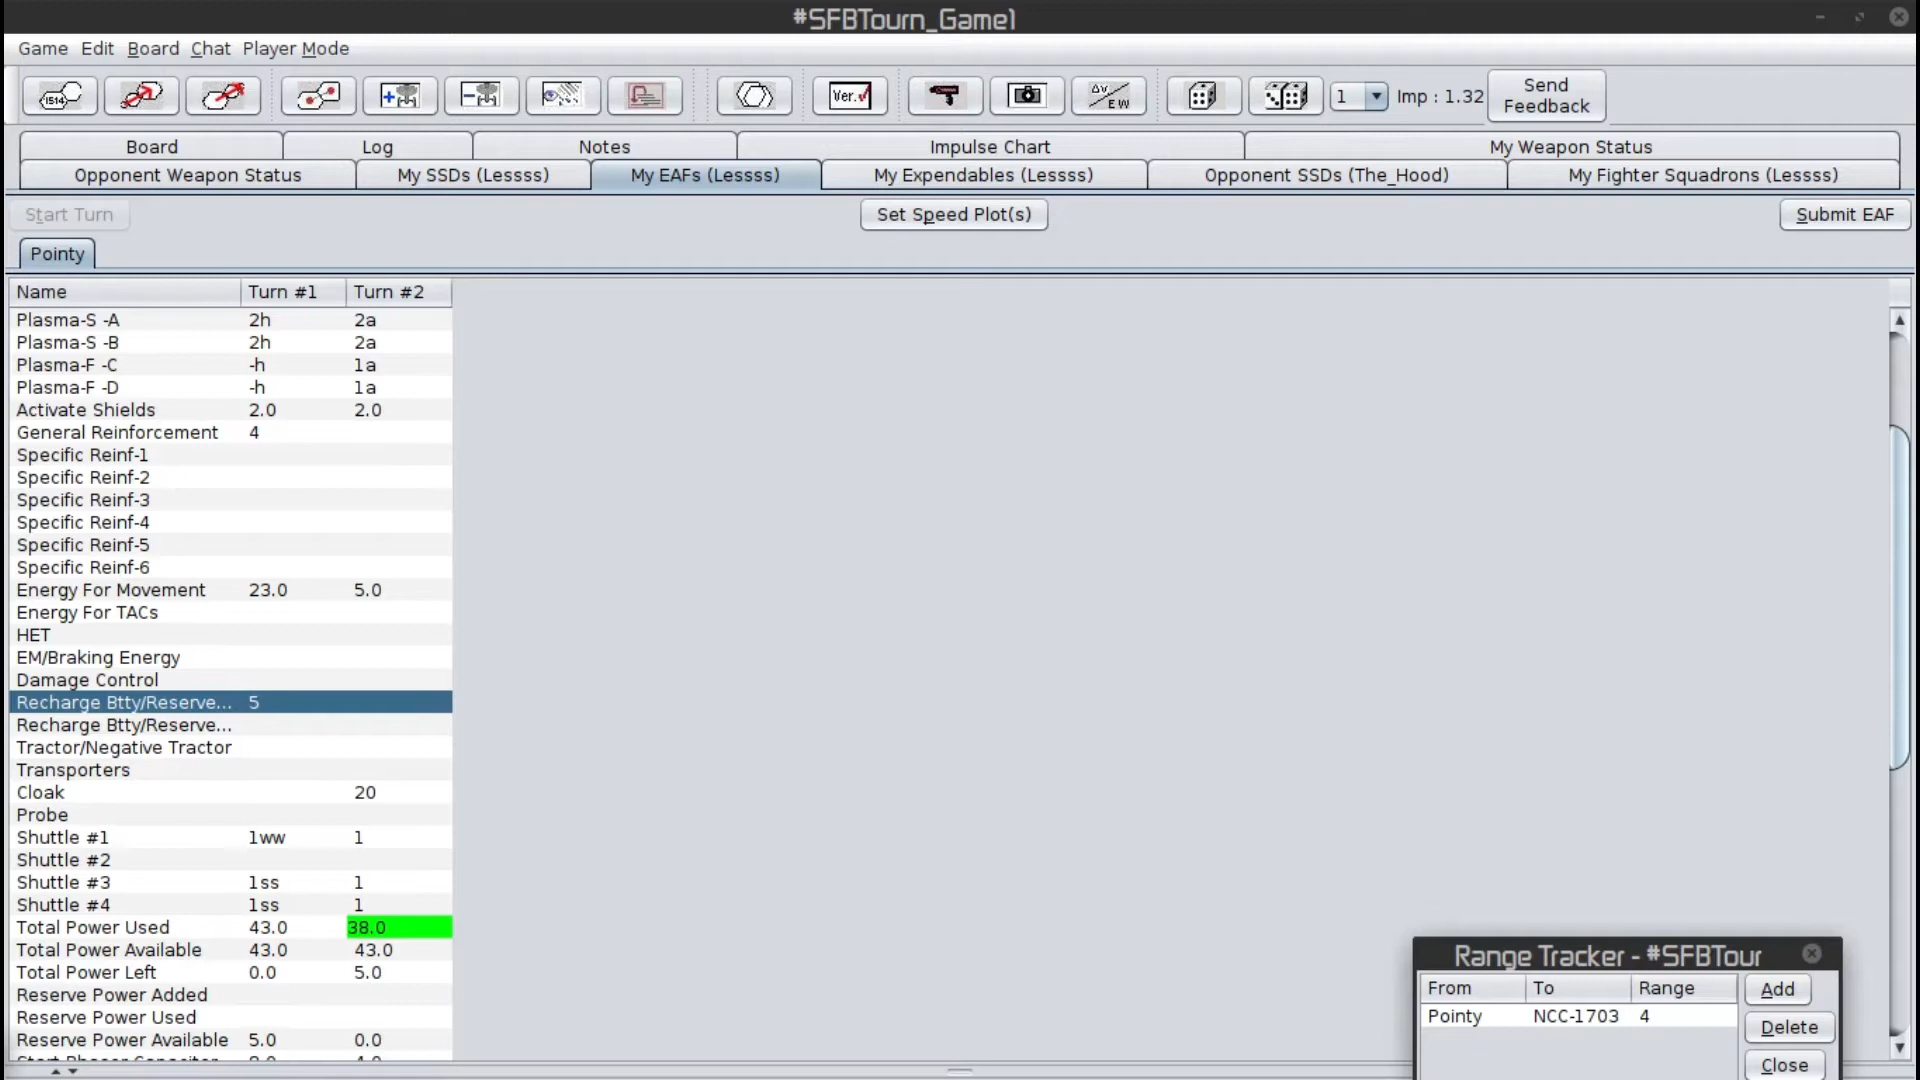 #SFBTourn_Game1
Game Edit Board Chat Player Mode
1514 Ver. ΔV EW 1 Imp : 1.32 Send Feedback
Board Log Notes Impulse Chart My Weapon Status
Opponent Weapon Status My SSDs (Lessss) My EAFs (Lessss) My Expendables (Lessss) Opponent SSDs (The_Hood) My Fighter Squadrons (Lessss)
Start Turn Set Speed Plot(s) Submit EAF
Pointy
Name Turn #1 Turn #2
Plasma-S -A 2h 2a
Plasma-S -B 2h 2a
Plasma-F -C -h 1a
Plasma-F -D -h 1a
Activate Shields 2.0 2.0
General Reinforcement 4
Specific Reinf-1
Specific Reinf-2
Specific Reinf-3
Specific Reinf-4
Specific Reinf-5
Specific Reinf-6
Energy For Movement 23.0 5.0
Energy For TACs
HET
EM/Braking Energy
Damage Control
Recharge Btty/Reserve... 5
Recharge Btty/Reserve...
Tractor/Negative Tractor
Transporters
Cloak 20
Probe
Shuttle #1 1ww 1
Shuttle #2
Shuttle #3 1ss 1
Shuttle #4 1ss 1
Total Power Used 43.0 38.0
Total Power Available 43.0 43.0
Total Power Left 0.0 5.0
Reserve Power Added
Reserve Power Used
Reserve Power Available 5.0 0.0
Range Tracker - #SFBTour
From To Range Add
Pointy NCC-1703 4
Delete
Close